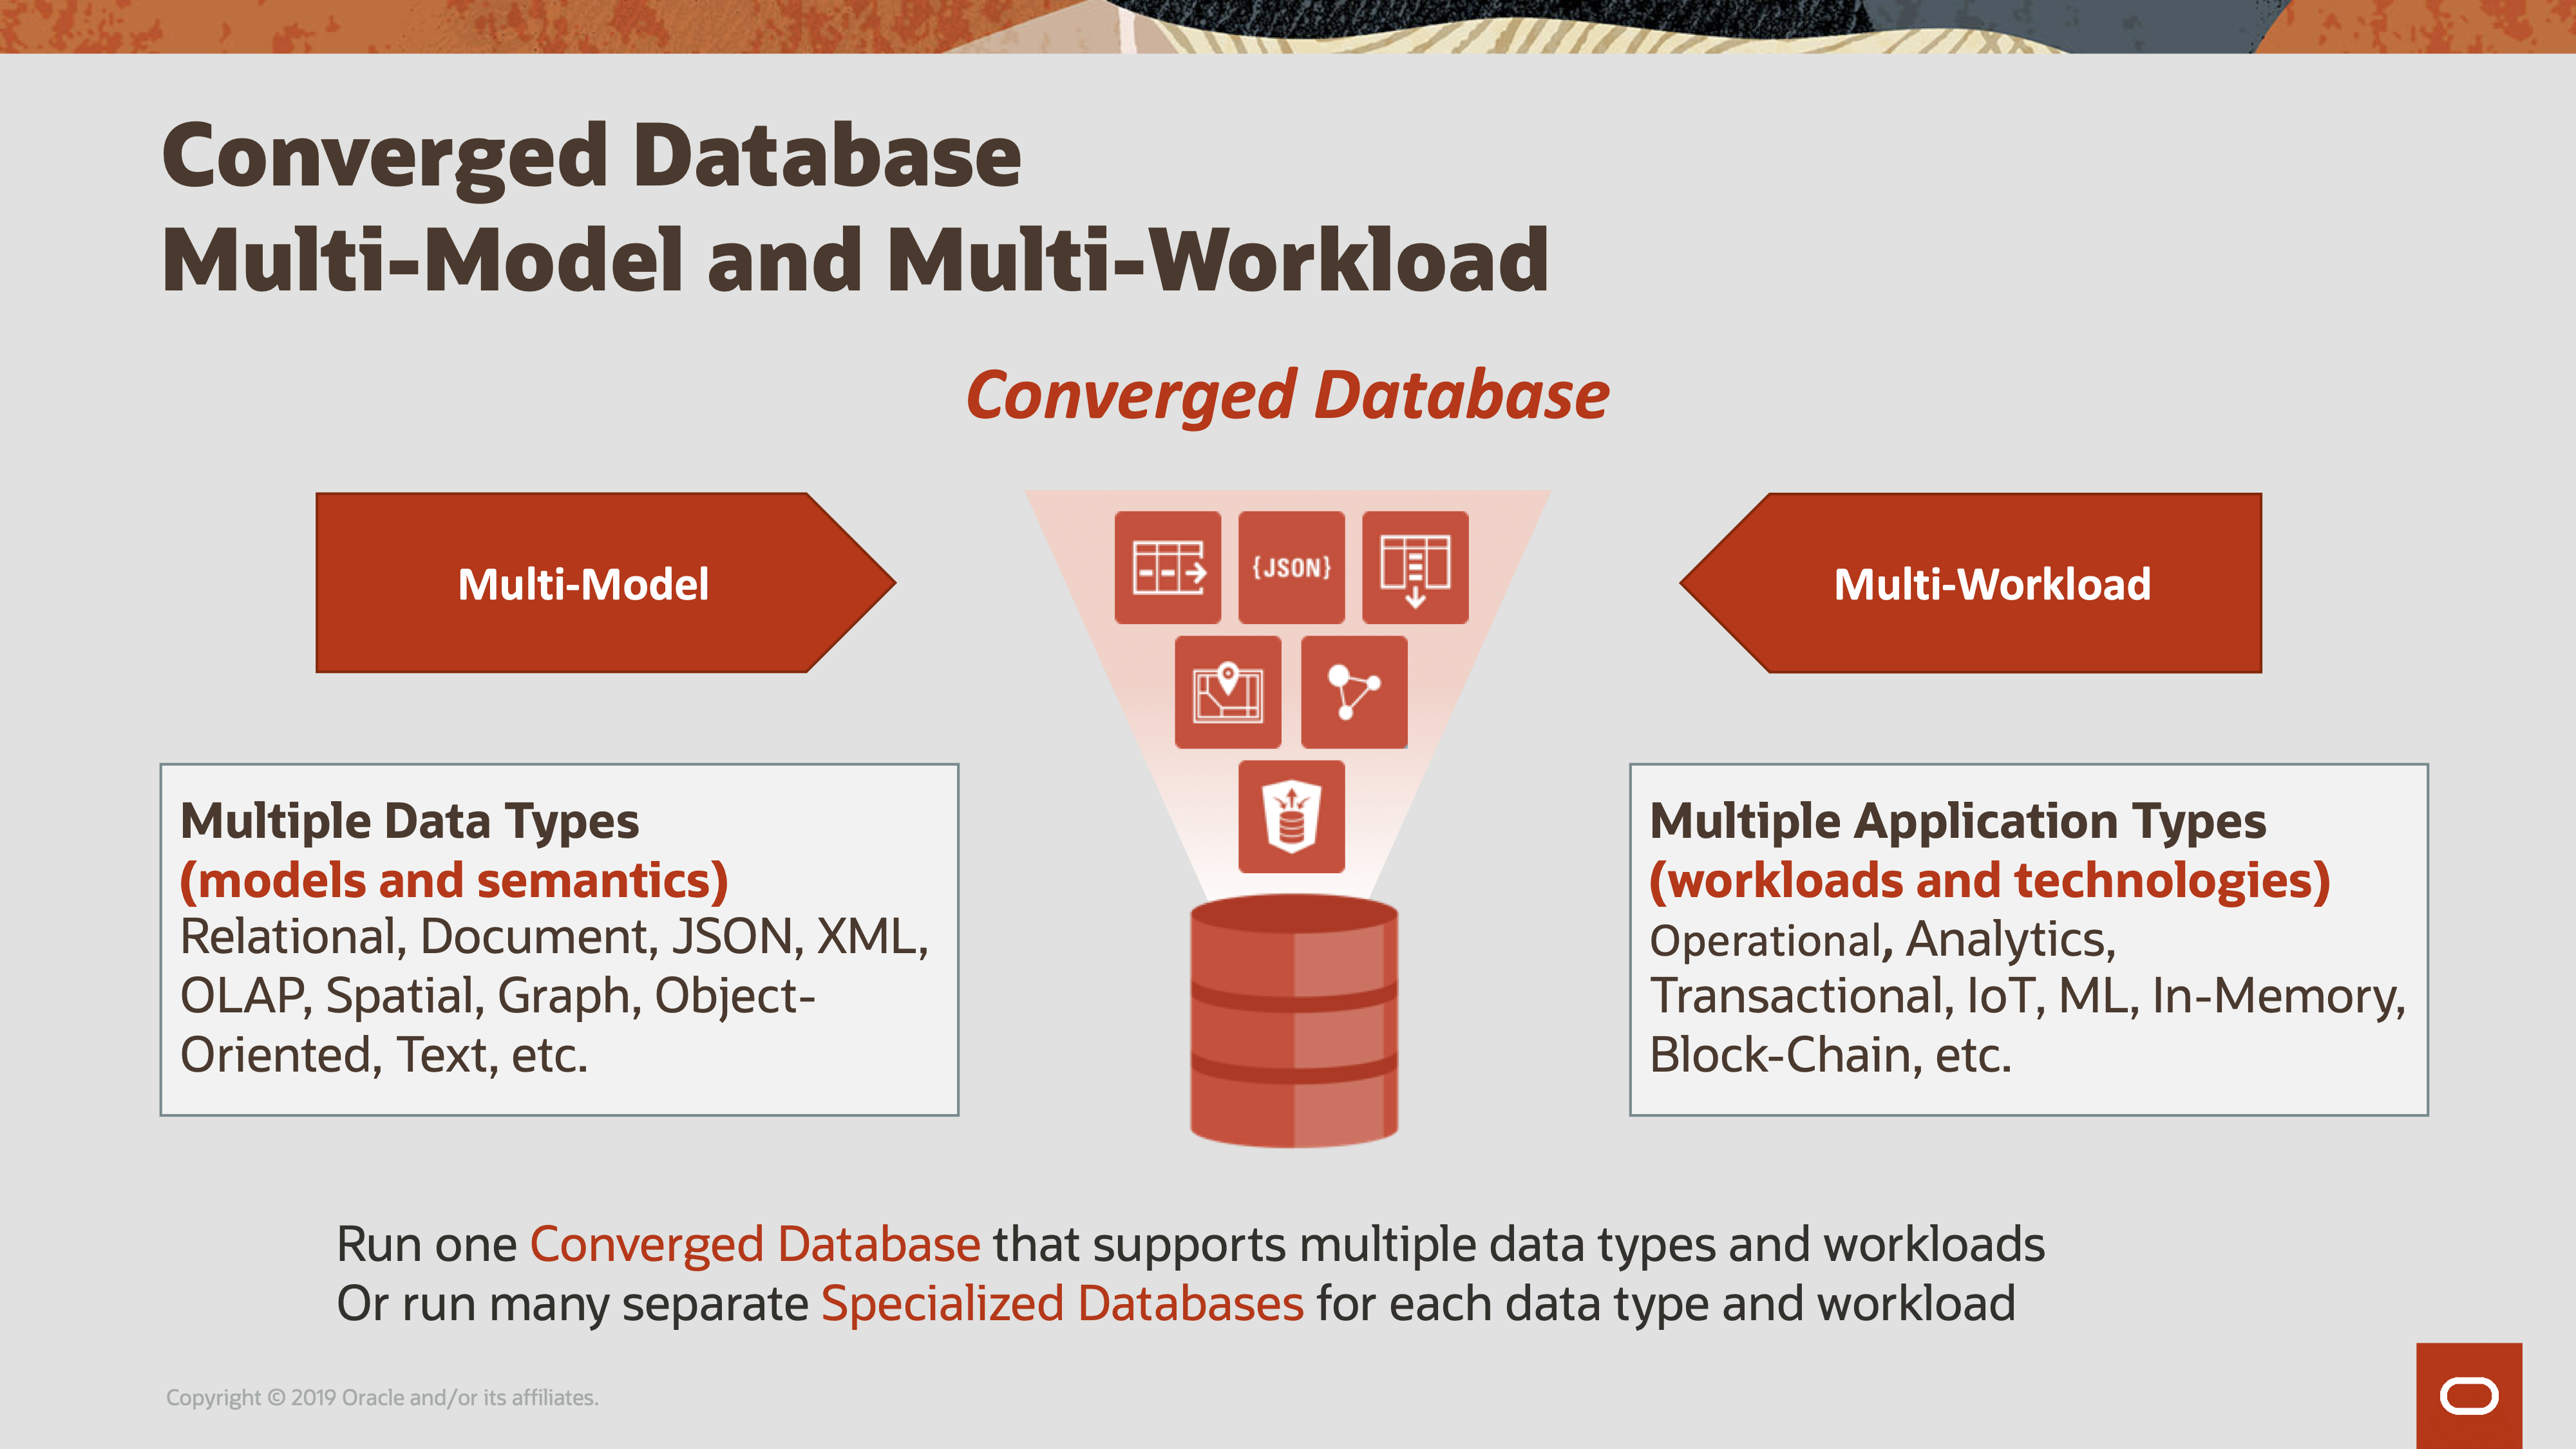 Converged Database
Multi-Model and Multi-Workload
Converged Database
Multi-Model
{JSON}
Multi-Workload
Multiple Data Types
(models and semantics)
Relational, Document, JSON, XML,
OLAP, Spatial, Graph, Object-
Oriented, Text, etc.
Multiple Application Types
(workloads and technologies)
Operational, Analytics,
Transactional, IoT, ML, In-Memory,
Block-Chain, etc.
Run one Converged Database that supports multiple data types and workloads
Or run many separate Specialized Databases for each data type and workload
Copyright © 2019 Oracle and/or its affiliates.